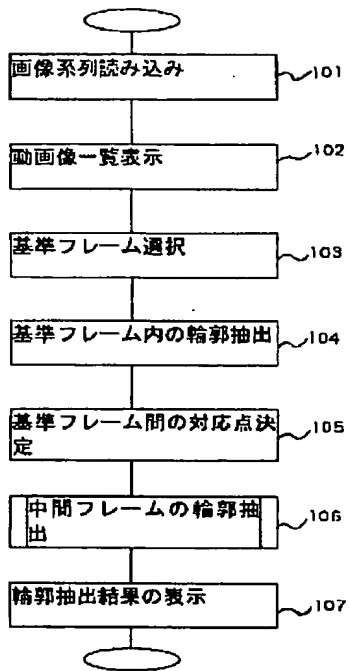 画像系列読み込み
101
動画像一覧表示
102
基準フレーム選択
103
基準フレーム内の輪郭抽出
104
基準フレーム間の対応点決
定
105
中間フレームの輪郭抽
出
106
輪郭抽出結果の表示
107